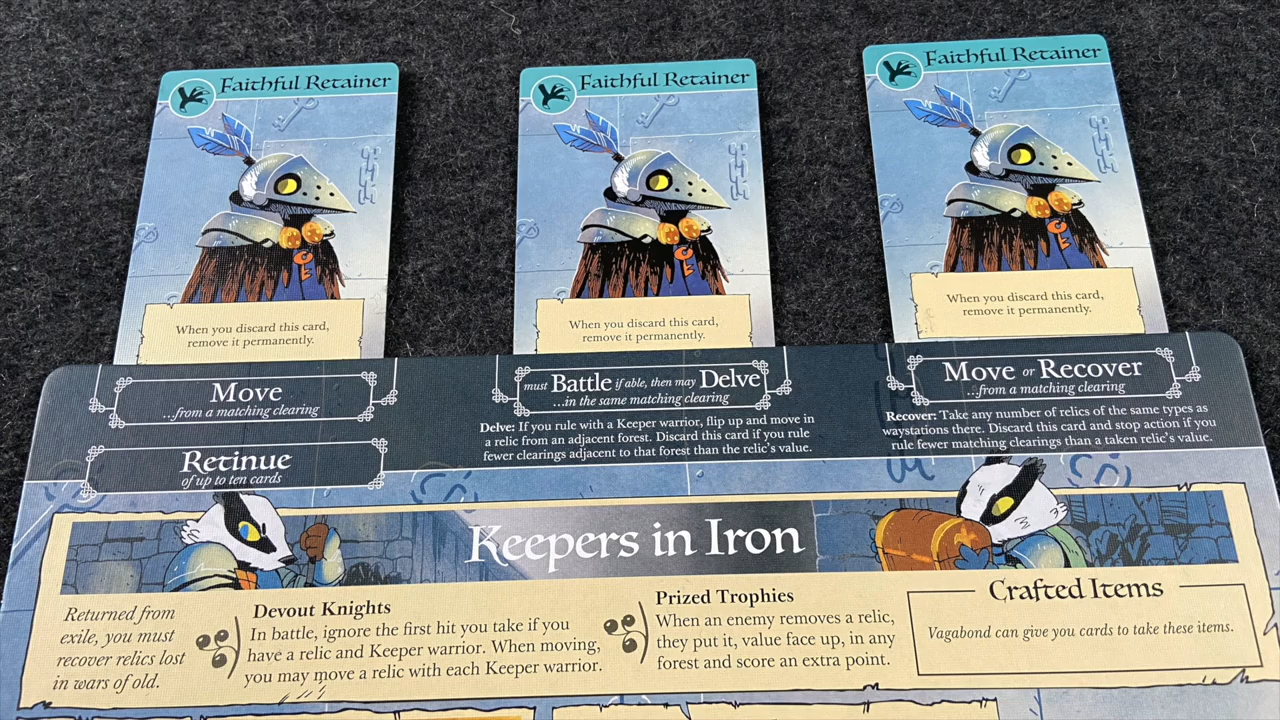 Faithful Retainer
When you discard this card,
remove it permanently.
Faithful Retainer
When you discard this card,
remove it permanently.
Faithful Retainer
When you discard this card,
remove it permanently.
Move
...from a matching clearing
Retinue
of up to ten cards
must Battle if able, then may Delve
...in the same matching clearing
Delve: If you rule with a Keeper warrior, flip up and move in
a relic from an adjacent forest. Discard this card if you rule
fewer clearings adjacent to that forest than the relic's value.
Move or Recover
...from a matching clearing
Recover: Take any number of relics of the same types as
waystations there. Discard this card and stop action if you
rule fewer matching clearings than a taken relic's value.
Keepers in Iron
Returned from
exile, you must
recover relics lost
in wars of old.
Devout Knights
In battle, ignore the first hit you take if you
have a relic and Keeper warrior. When moving,
you may move a relic with each Keeper warrior.
Prized Trophies
When an enemy removes a relic,
they put it, value face up, in any
forest and score an extra point.
Crafted Items
Vagabond can give you cards to take these items.